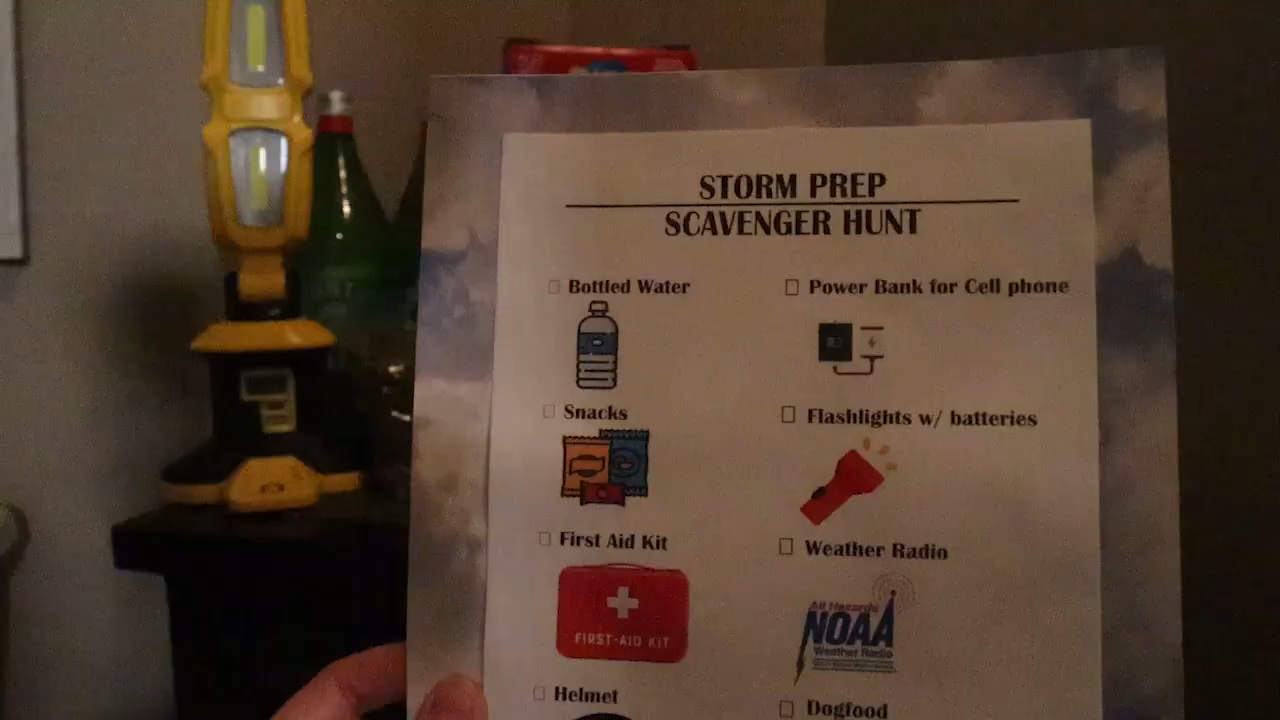 STORM PREP
SCAVENGER HUNT
Bottled Water
Power Bank for Cell phone
Snacks
Flashlights w/ batteries
First Aid Kit
Weather Radio
FIRST-AID KIT
All Hazards
NOAA
Weather Radio
Helmet
Dogfood